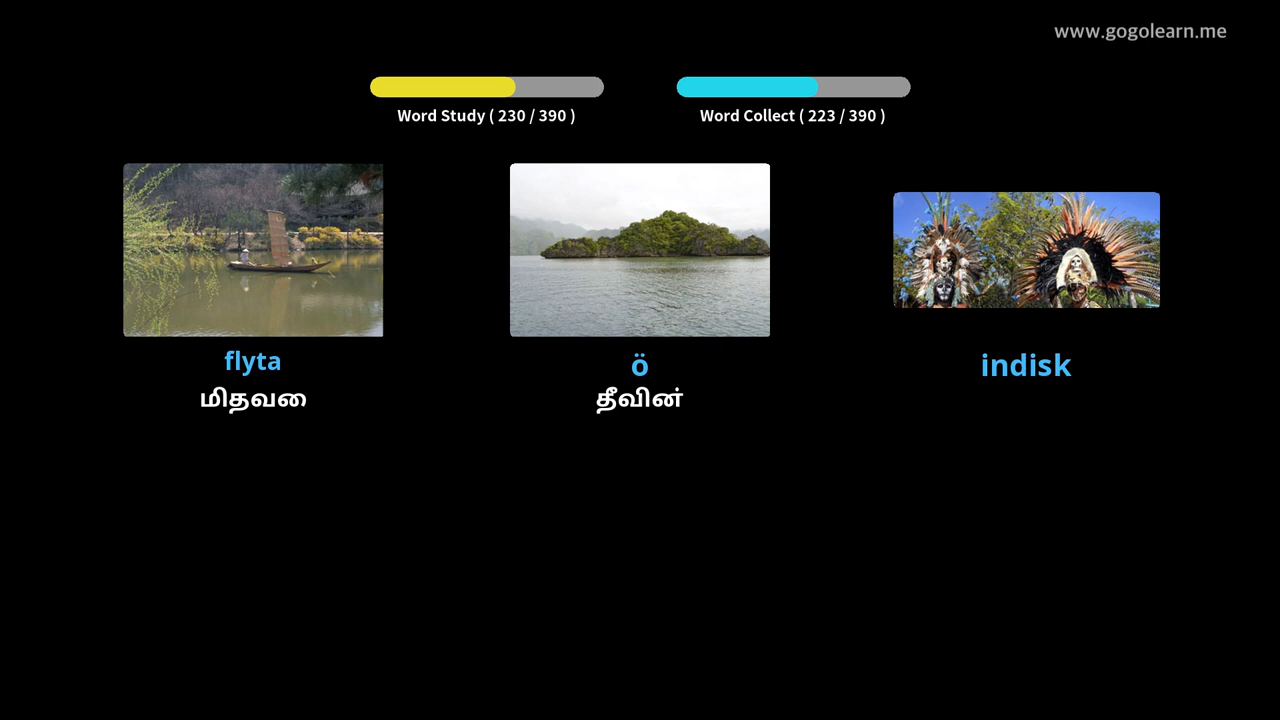 www.gogolearn.me
Word Study ( 230 / 390 )
Word Collect ( 223 / 390 )
flyta
ö
indisk
மிதவை
தீவின்